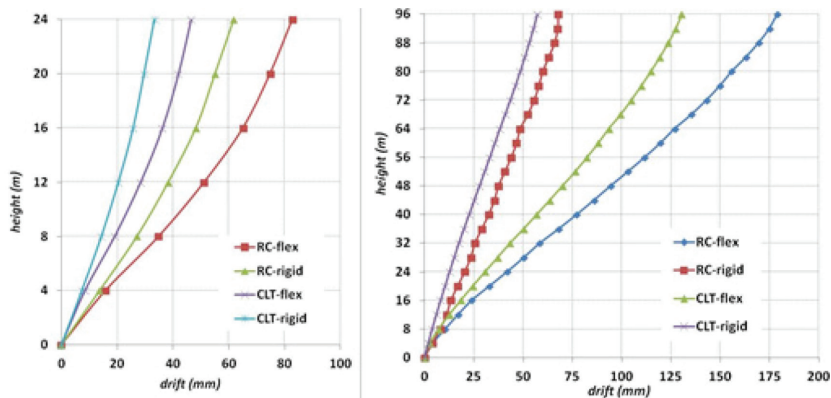 24
20
16
12
8
4
0
height (m)
RC-flex
RC-rigid
CLT-flex
CLT-rigid
0 20 40 60 80 100
drift (mm)
96
88
80
72
64
56
48
40
32
24
16
8
0
height (m)
RC-flex
RC-rigid
CLT-flex
CLT-rigid
0 25 50 75 100 125 150 175 200
drift (mm)